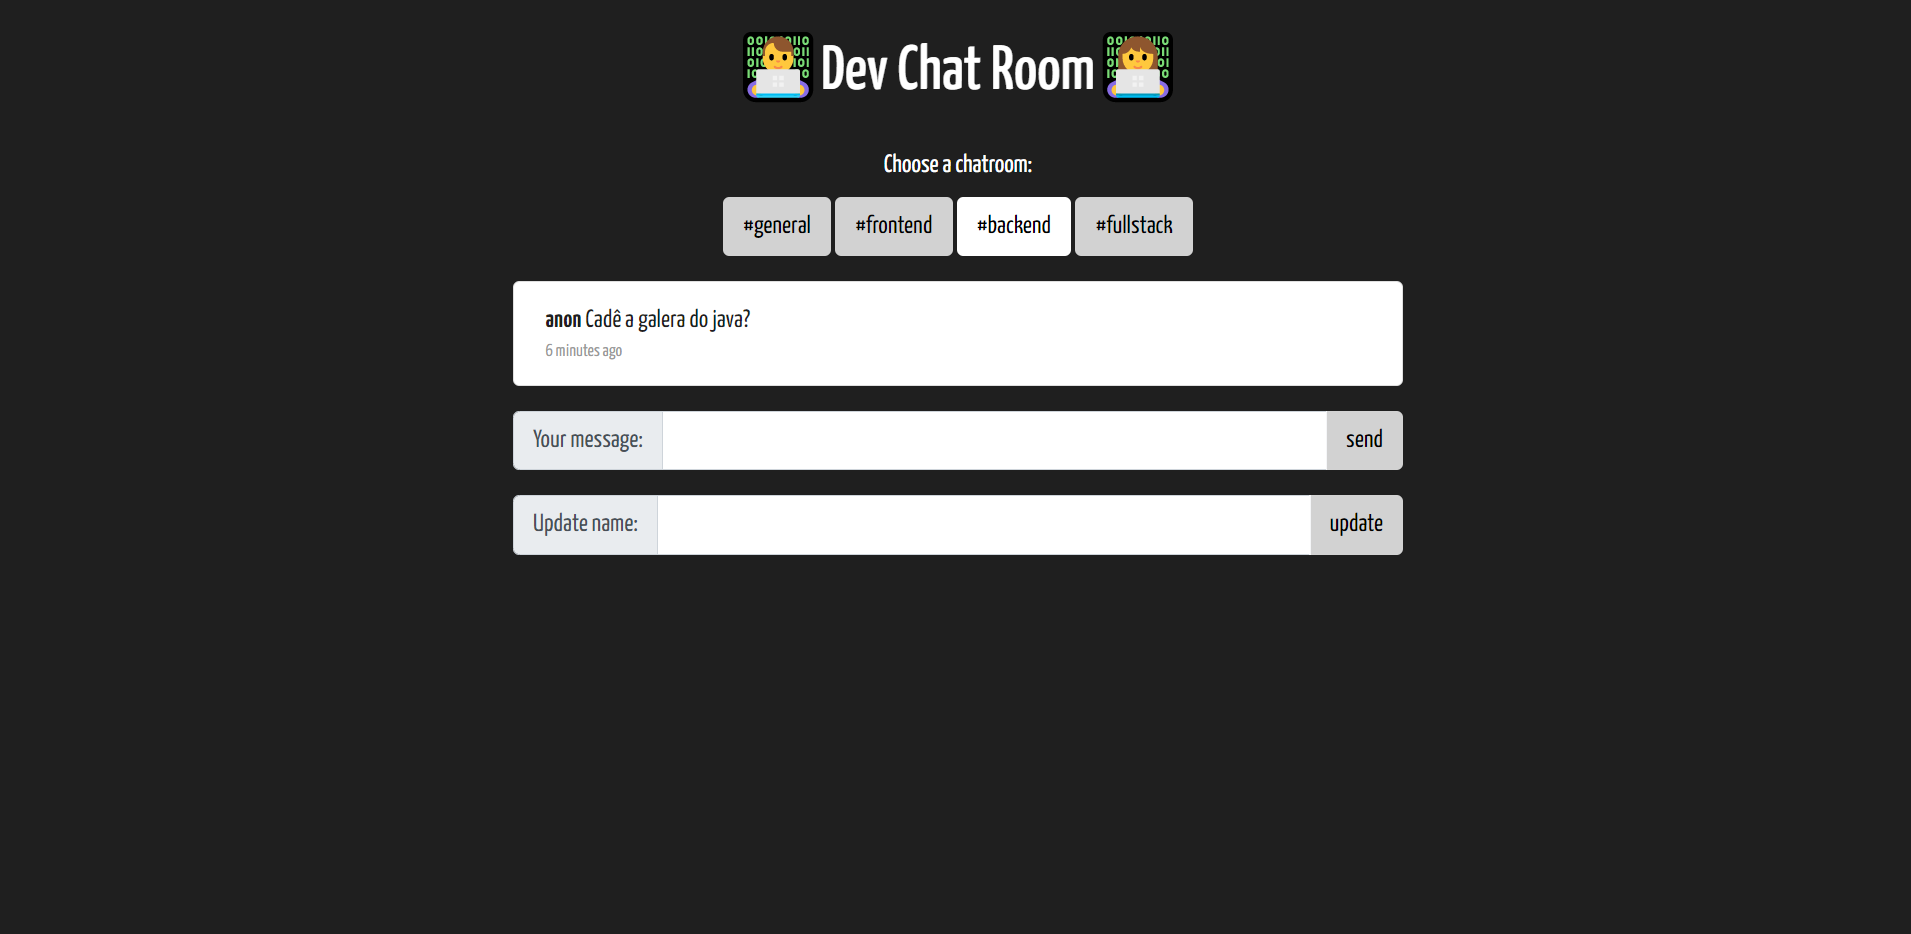 Dev Chat Room
Choose a chatroom:
#general #frontend #backend #fullstack
anon Cadê a galera do java?
6 minutes ago
Your message: send
Update name: update